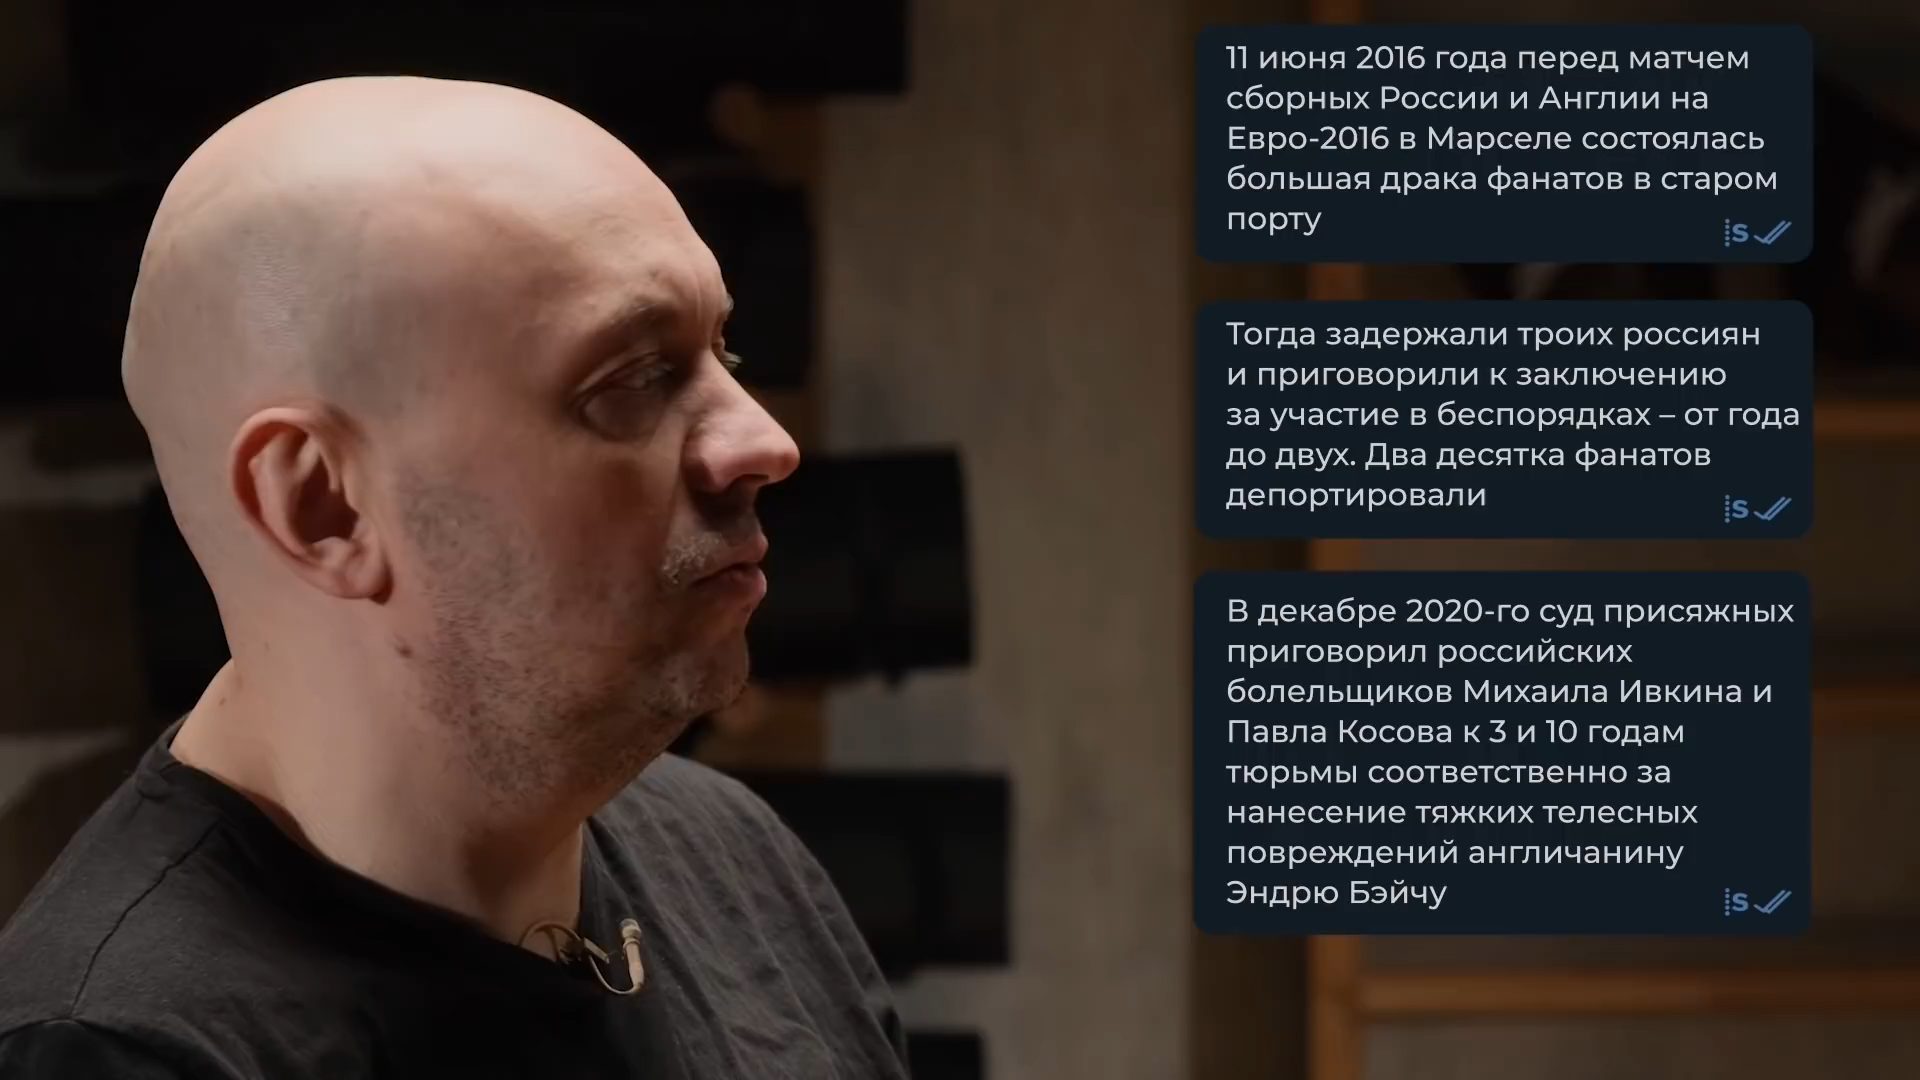 11 июня 2016 года перед матчем
сборных России и Англии на
Евро-2016 в Марселе состоялась
большая драка фанатов в старом
порту
:s
Тогда задержали троих россиян
и приговорили к заключению
за участие в беспорядках – от года
до двух. Два десятка фанатов
депортировали
:s
В декабре 2020-го суд присяжных
приговорил российских
болельщиков Михаила Ивкина и
Павла Косова к 3 и 10 годам
тюрьмы соответственно за
нанесение тяжких телесных
повреждений англичанину
Эндрю Бэйчу
:s